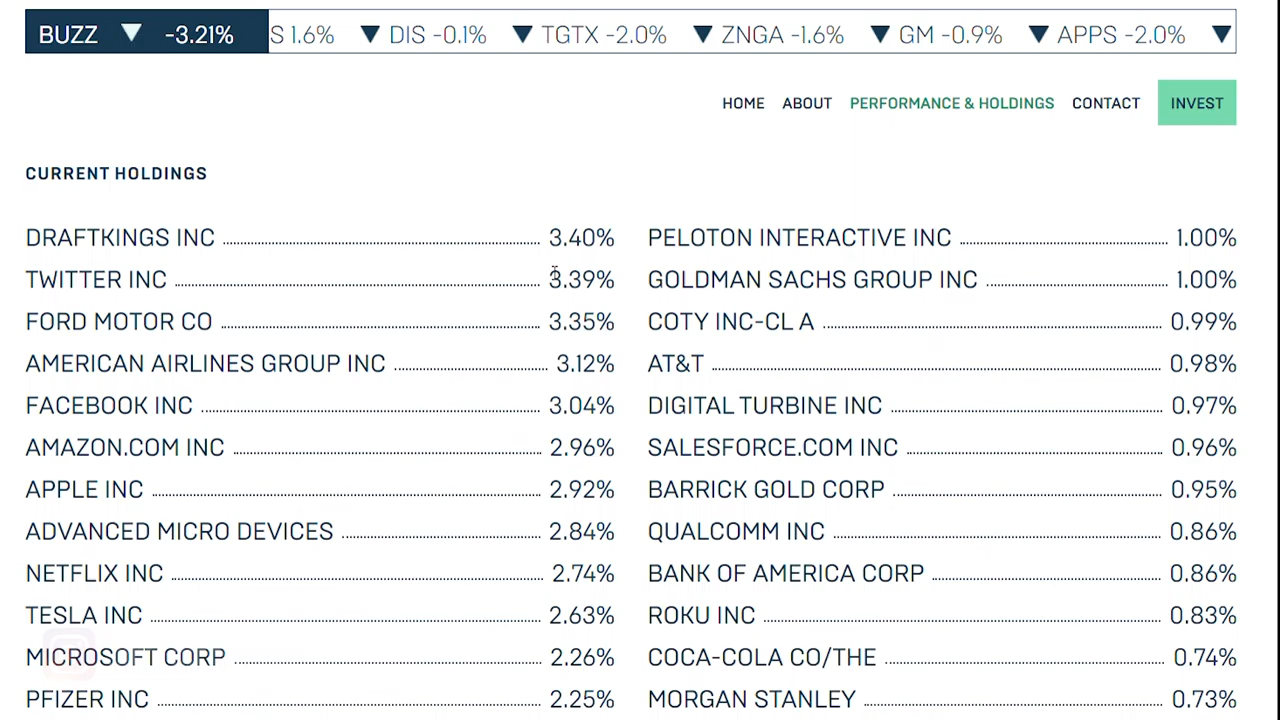 BUZZ ▼ -3.21% S 1.6% ▼ DIS -0.1% ▼ TGTX -2.0% ▼ ZNGA -1.6% ▼ GM -0.9% ▼ APPS -2.0% ▼
HOME ABOUT PERFORMANCE & HOLDINGS CONTACT INVEST
CURRENT HOLDINGS
DRAFTKINGS INC 3.40%
TWITTER INC 3.39%
FORD MOTOR CO 3.35%
AMERICAN AIRLINES GROUP INC 3.12%
FACEBOOK INC 3.04%
AMAZON.COM INC 2.96%
APPLE INC 2.92%
ADVANCED MICRO DEVICES 2.84%
NETFLIX INC 2.74%
TESLA INC 2.63%
MICROSOFT CORP 2.26%
PFIZER INC 2.25%
PELOTON INTERACTIVE INC 1.00%
GOLDMAN SACHS GROUP INC 1.00%
COTY INC-CL A 0.99%
AT&T 0.98%
DIGITAL TURBINE INC 0.97%
SALESFORCE.COM INC 0.96%
BARRICK GOLD CORP 0.95%
QUALCOMM INC 0.86%
BANK OF AMERICA CORP 0.86%
ROKU INC 0.83%
COCA-COLA CO/THE 0.74%
MORGAN STANLEY 0.73%